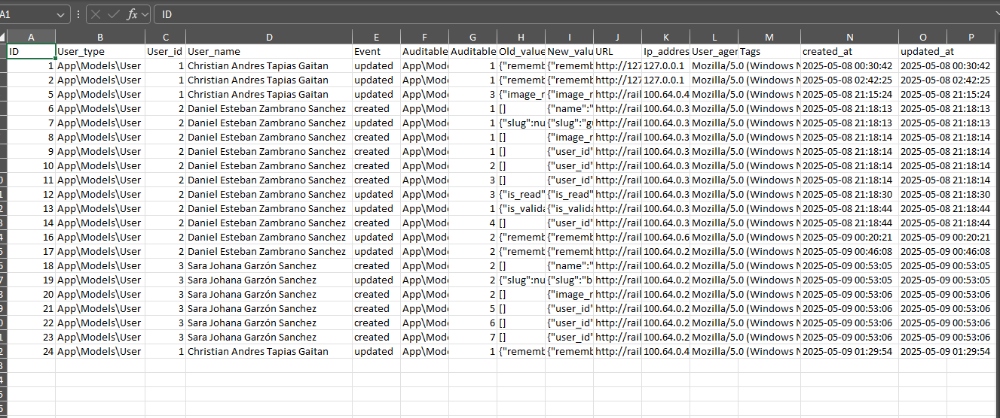 A1 fx ID
A B C D E F G H I J K L M N O P
ID User_type User_id User_name Event Auditable Auditable Old_value New_valu URL Ip_addres User_agen Tags created_at updated_at
1 App\Models\User 1 Christian Andres Tapias Gaitan updated App\Mode 1 {"rememb {"rememb http://127 127.0.0.1 Mozilla/5.0 (Windows N 2025-05-08 00:30:42 2025-05-08 00:30:42
2 App\Models\User 1 Christian Andres Tapias Gaitan updated App\Mode 1 {"rememb {"rememb http://127 127.0.0.1 Mozilla/5.0 (Windows N 2025-05-08 02:42:25 2025-05-08 02:42:25
5 App\Models\User 1 Christian Andres Tapias Gaitan updated App\Mode 3 {"image_r {"image_r http://rail 100.64.0.4 Mozilla/5.0 (Windows N 2025-05-08 21:15:24 2025-05-08 21:15:24
6 App\Models\User 2 Daniel Esteban Zambrano Sanchez created App\Mode 1 [] {"name":" http://rail 100.64.0.3 Mozilla/5.0 (Windows N 2025-05-08 21:18:13 2025-05-08 21:18:13
7 App\Models\User 2 Daniel Esteban Zambrano Sanchez updated App\Mode 1 {"slug":nu {"slug":"g http://rail 100.64.0.3 Mozilla/5.0 (Windows N 2025-05-08 21:18:13 2025-05-08 21:18:13
8 App\Models\User 2 Daniel Esteban Zambrano Sanchez created App\Mode 1 [] {"image_r http://rail 100.64.0.3 Mozilla/5.0 (Windows N 2025-05-08 21:18:14 2025-05-08 21:18:14
9 App\Models\User 2 Daniel Esteban Zambrano Sanchez created App\Mode 1 [] {"user_id" http://rail 100.64.0.3 Mozilla/5.0 (Windows N 2025-05-08 21:18:14 2025-05-08 21:18:14
10 App\Models\User 2 Daniel Esteban Zambrano Sanchez created App\Mode 2 [] {"user_id" http://rail 100.64.0.3 Mozilla/5.0 (Windows N 2025-05-08 21:18:14 2025-05-08 21:18:14
11 App\Models\User 2 Daniel Esteban Zambrano Sanchez created App\Mode 3 [] {"user_id" http://rail 100.64.0.3 Mozilla/5.0 (Windows N 2025-05-08 21:18:14 2025-05-08 21:18:14
12 App\Models\User 2 Daniel Esteban Zambrano Sanchez updated App\Mode 3 {"is_read" {"is_read" http://rail 100.64.0.3 Mozilla/5.0 (Windows N 2025-05-08 21:18:30 2025-05-08 21:18:30
13 App\Models\User 2 Daniel Esteban Zambrano Sanchez updated App\Mode 1 {"is_valida {"is_valida http://rail 100.64.0.3 Mozilla/5.0 (Windows N 2025-05-08 21:18:44 2025-05-08 21:18:44
14 App\Models\User 2 Daniel Esteban Zambrano Sanchez created App\Mode 4 [] {"user_id" http://rail 100.64.0.3 Mozilla/5.0 (Windows N 2025-05-08 21:18:44 2025-05-08 21:18:44
16 App\Models\User 2 Daniel Esteban Zambrano Sanchez updated App\Mode 2 {"rememb {"rememb http://rail 100.64.0.6 Mozilla/5.0 (Windows N 2025-05-09 00:20:21 2025-05-09 00:20:21
17 App\Models\User 2 Daniel Esteban Zambrano Sanchez updated App\Mode 2 {"rememb {"rememb http://rail 100.64.0.2 Mozilla/5.0 (Windows N 2025-05-09 00:46:08 2025-05-09 00:46:08
18 App\Models\User 3 Sara Johana Garzón Sanchez created App\Mode 2 [] {"name":" http://rail 100.64.0.2 Mozilla/5.0 (Windows N 2025-05-09 00:53:05 2025-05-09 00:53:05
19 App\Models\User 3 Sara Johana Garzón Sanchez updated App\Mode 2 {"slug":nu {"slug":"b http://rail 100.64.0.2 Mozilla/5.0 (Windows N 2025-05-09 00:53:05 2025-05-09 00:53:05
20 App\Models\User 3 Sara Johana Garzón Sanchez created App\Mode 2 [] {"image_r http://rail 100.64.0.2 Mozilla/5.0 (Windows N 2025-05-09 00:53:06 2025-05-09 00:53:06
21 App\Models\User 3 Sara Johana Garzón Sanchez created App\Mode 5 [] {"user_id" http://rail 100.64.0.2 Mozilla/5.0 (Windows N 2025-05-09 00:53:06 2025-05-09 00:53:06
22 App\Models\User 3 Sara Johana Garzón Sanchez created App\Mode 6 [] {"user_id" http://rail 100.64.0.2 Mozilla/5.0 (Windows N 2025-05-09 00:53:06 2025-05-09 00:53:06
23 App\Models\User 3 Sara Johana Garzón Sanchez created App\Mode 7 [] {"user_id" http://rail 100.64.0.2 Mozilla/5.0 (Windows N 2025-05-09 00:53:06 2025-05-09 00:53:06
24 App\Models\User 1 Christian Andres Tapias Gaitan updated App\Mode 1 {"rememb {"rememb http://rail 100.64.0.4 Mozilla/5.0 (Windows N 2025-05-09 01:29:54 2025-05-09 01:29:54